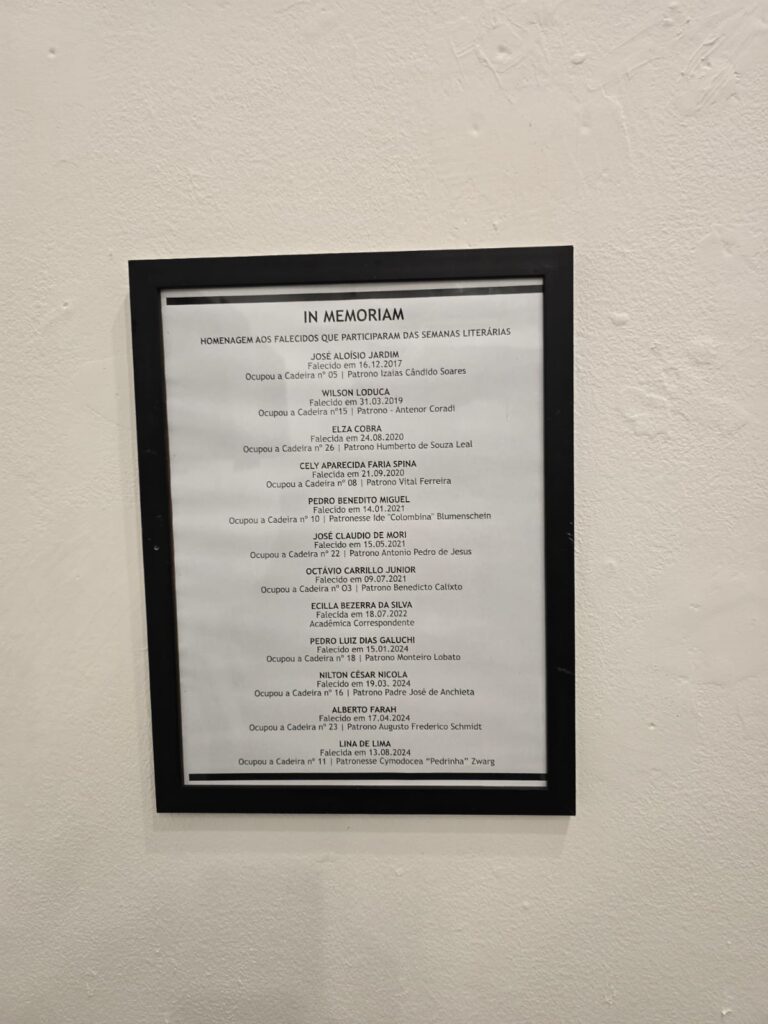 IN MEMORIAM
HOMENAGEM AOS FALECIDOS QUE PARTICIPARAM DAS SEMANAS LITERÁRIAS
JOSÉ ALOÍSIO JARDIM
Falecido em 16.12.2017
Ocupou a Cadeira nº 05 | Patrono Izaias Cândido Soares
WILSON LODUCA
Falecido em 31.03.2019
Ocupou a Cadeira nº15 | Patrono - Antenor Coradi
ELZA COBRA
Falecida em 24.08.2020
Ocupou a Cadeira nº 26 | Patrono Humberto de Souza Leal
CELY APARECIDA FARIA SPINA
Falecida em 21.09.2020
Ocupou a Cadeira nº 08 | Patrono Vital Ferreira
PEDRO BENEDITO MIGUEL
Falecido em 14.01.2021
Ocupou a Cadeira nº 10 | Patronesse Ide "Colombina" Blumenschein
JOSÉ CLAUDIO DE MORI
Falecido em 15.05.2021
Ocupou a Cadeira nº 22 | Patrono Antonio Pedro de Jesus
OCTÁVIO CARRILLO JUNIOR
Falecido em 09.07.2021
Ocupou a Cadeira nº O3 | Patrono Benedicto Calixto
ECILLA BEZERRA DA SILVA
Falecida em 18.07.2022
Acadêmica Correspondente
PEDRO LUIZ DIAS GALUCHI
Falecido em 15.01.2024
Ocupou a Cadeira nº 18 | Patrono Monteiro Lobato
NILTON CÉSAR NICOLA
Falecido em 19.03. 2024
Ocupou a Cadeira nº 16 | Patrono Padre José de Anchieta
ALBERTO FARAH
Falecido em 17.04.2024
Ocupou a Cadeira nº 23 | Patrono Augusto Frederico Schmidt
LINA DE LIMA
Falecida em 13.08.2024
Ocupou a Cadeira nº 11 | Patronesse Cymodocea “Pedrinha” Zwarg